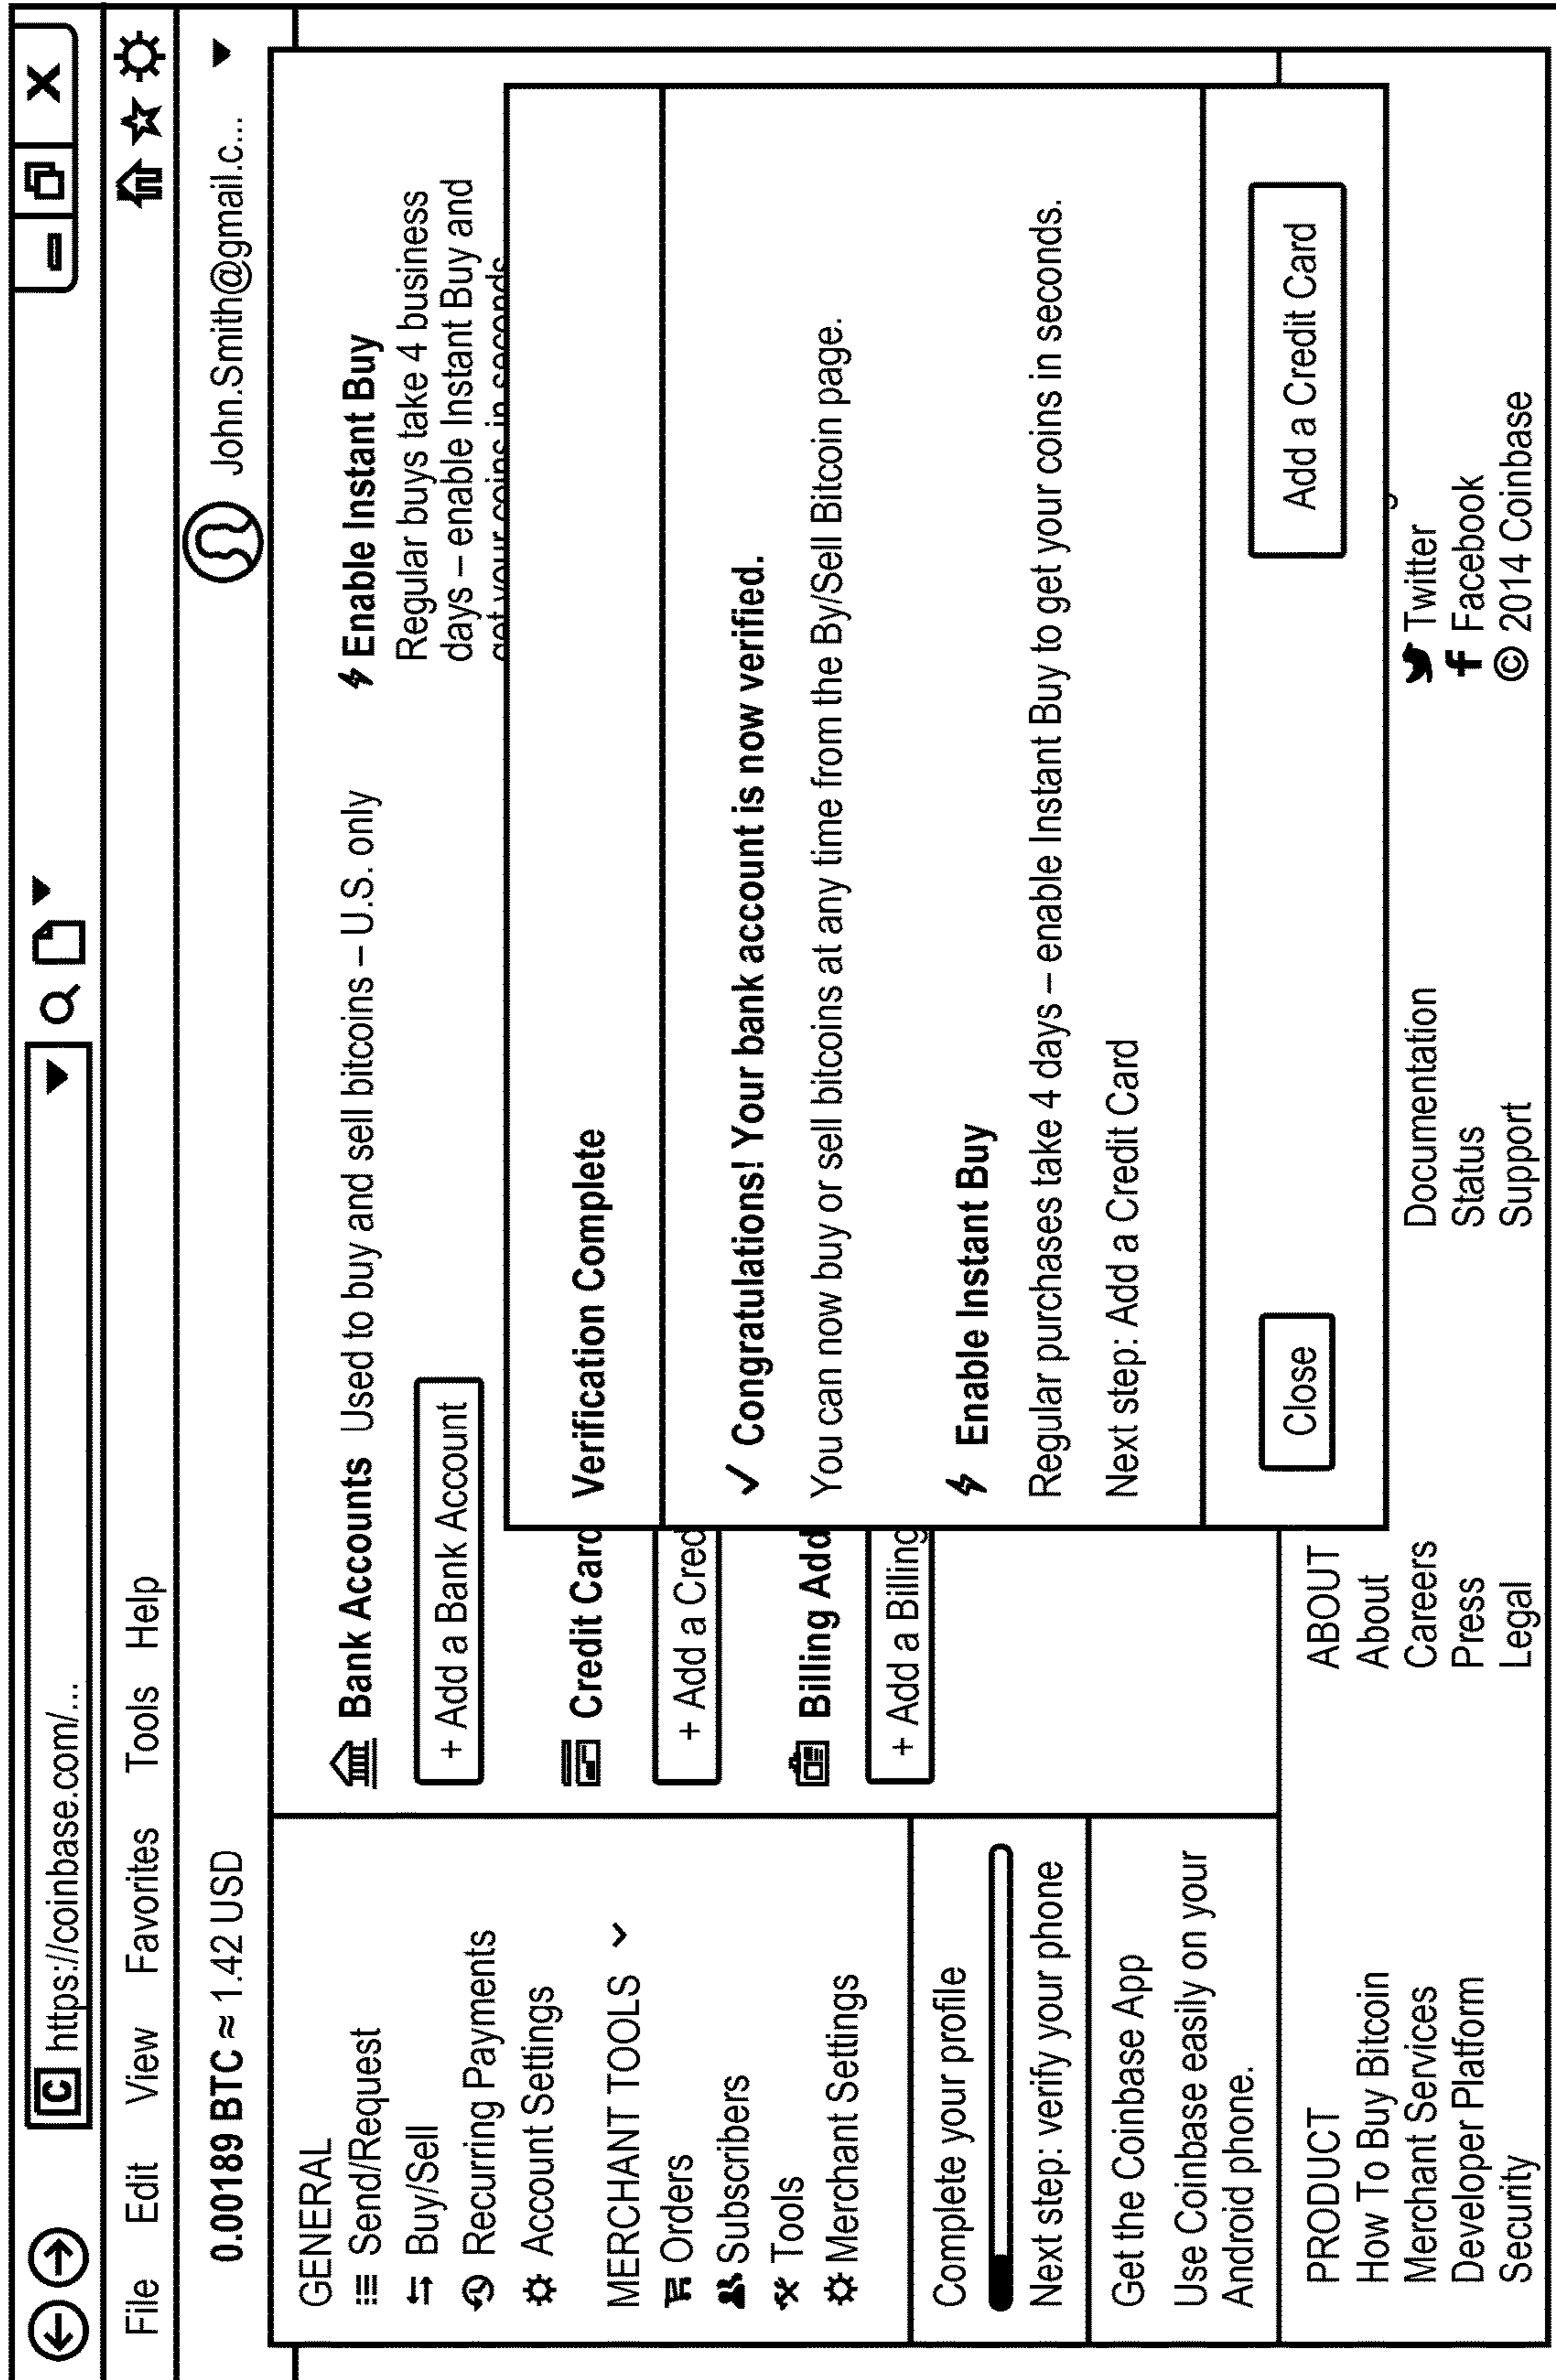 C https://coinbase.com/...
X
File Edit View Favorites Tools Help
0.00189 BTC ≈ 1.42 USD
John.Smith@gmail.c...
GENERAL
Send/Request
Buy/Sell
Recurring Payments
Account Settings
MERCHANT TOOLS
Orders
Subscribers
Tools
Merchant Settings
Complete your profile
Next step: verify your phone
Get the Coinbase App
Use Coinbase easily on your
Android phone.
Bank Accounts Used to buy and sell bitcoins – U.S. only
+ Add a Bank Account
Credit Card
+ Add a Cred
Billing Add
+ Add a Billing
Enable Instant Buy
Regular buys take 4 business
days – enable Instant Buy and
get your coins in seconds
Verification Complete
✓ Congratulations! Your bank account is now verified.
You can now buy or sell bitcoins at any time from the By/Sell Bitcoin page.
Enable Instant Buy
Regular purchases take 4 days – enable Instant Buy to get your coins in seconds.
Next step: Add a Credit Card
Close
Add a Credit Card
PRODUCT
How To Buy Bitcoin
Merchant Services
Developer Platform
Security
ABOUT
About
Careers
Press
Legal
Documentation
Status
Support
Twitter
f Facebook
© 2014 Coinbase